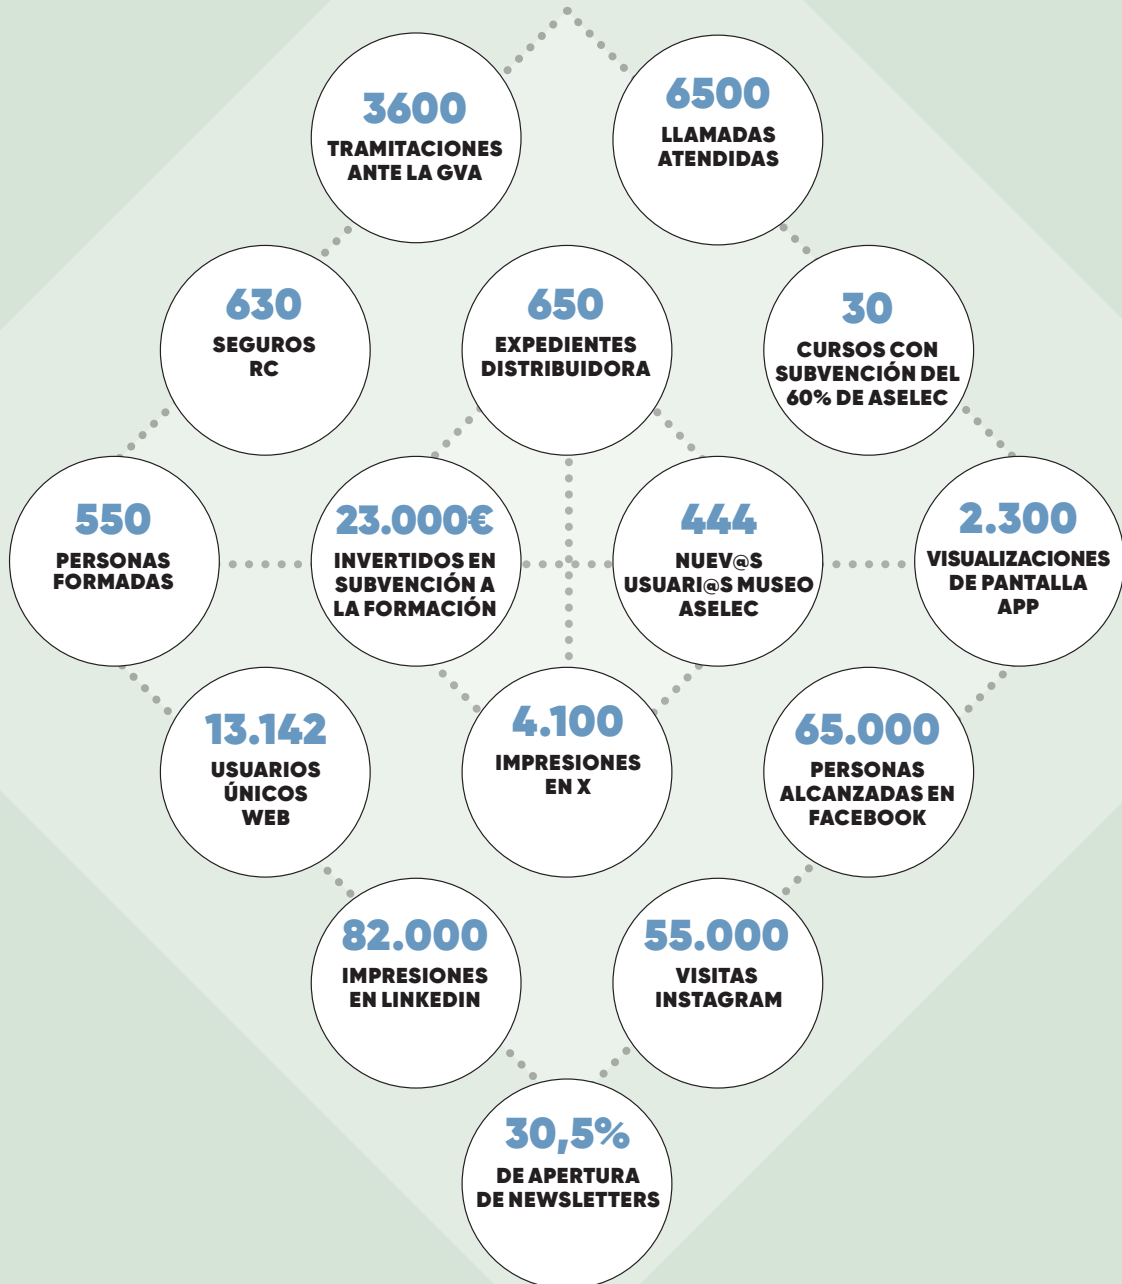 3600
TRAMITACIONES
ANTE LA GVA
6500
LLAMADAS
ATENDIDAS
630
SEGUROS
RC
650
EXPEDIENTES
DISTRIBUIDORA
30
CURSOS CON
SUBVENCIÓN DEL
60% DE ASELEC
550
PERSONAS
FORMADAS
23.000€
INVERTIDOS EN
SUBVENCIÓN A
LA FORMACIÓN
444
NUEV@S
USUARI@S MUSEO
ASELEC
2.300
VISUALIZACIONES
DE PANTALLA
APP
13.142
USUARIOS
ÚNICOS
WEB
4.100
IMPRESIONES
EN X
65.000
PERSONAS
ALCANZADAS EN
FACEBOOK
82.000
IMPRESIONES
EN LINKEDIN
55.000
VISITAS
INSTAGRAM
30,5%
DE APERTURA
DE NEWSLETTERS